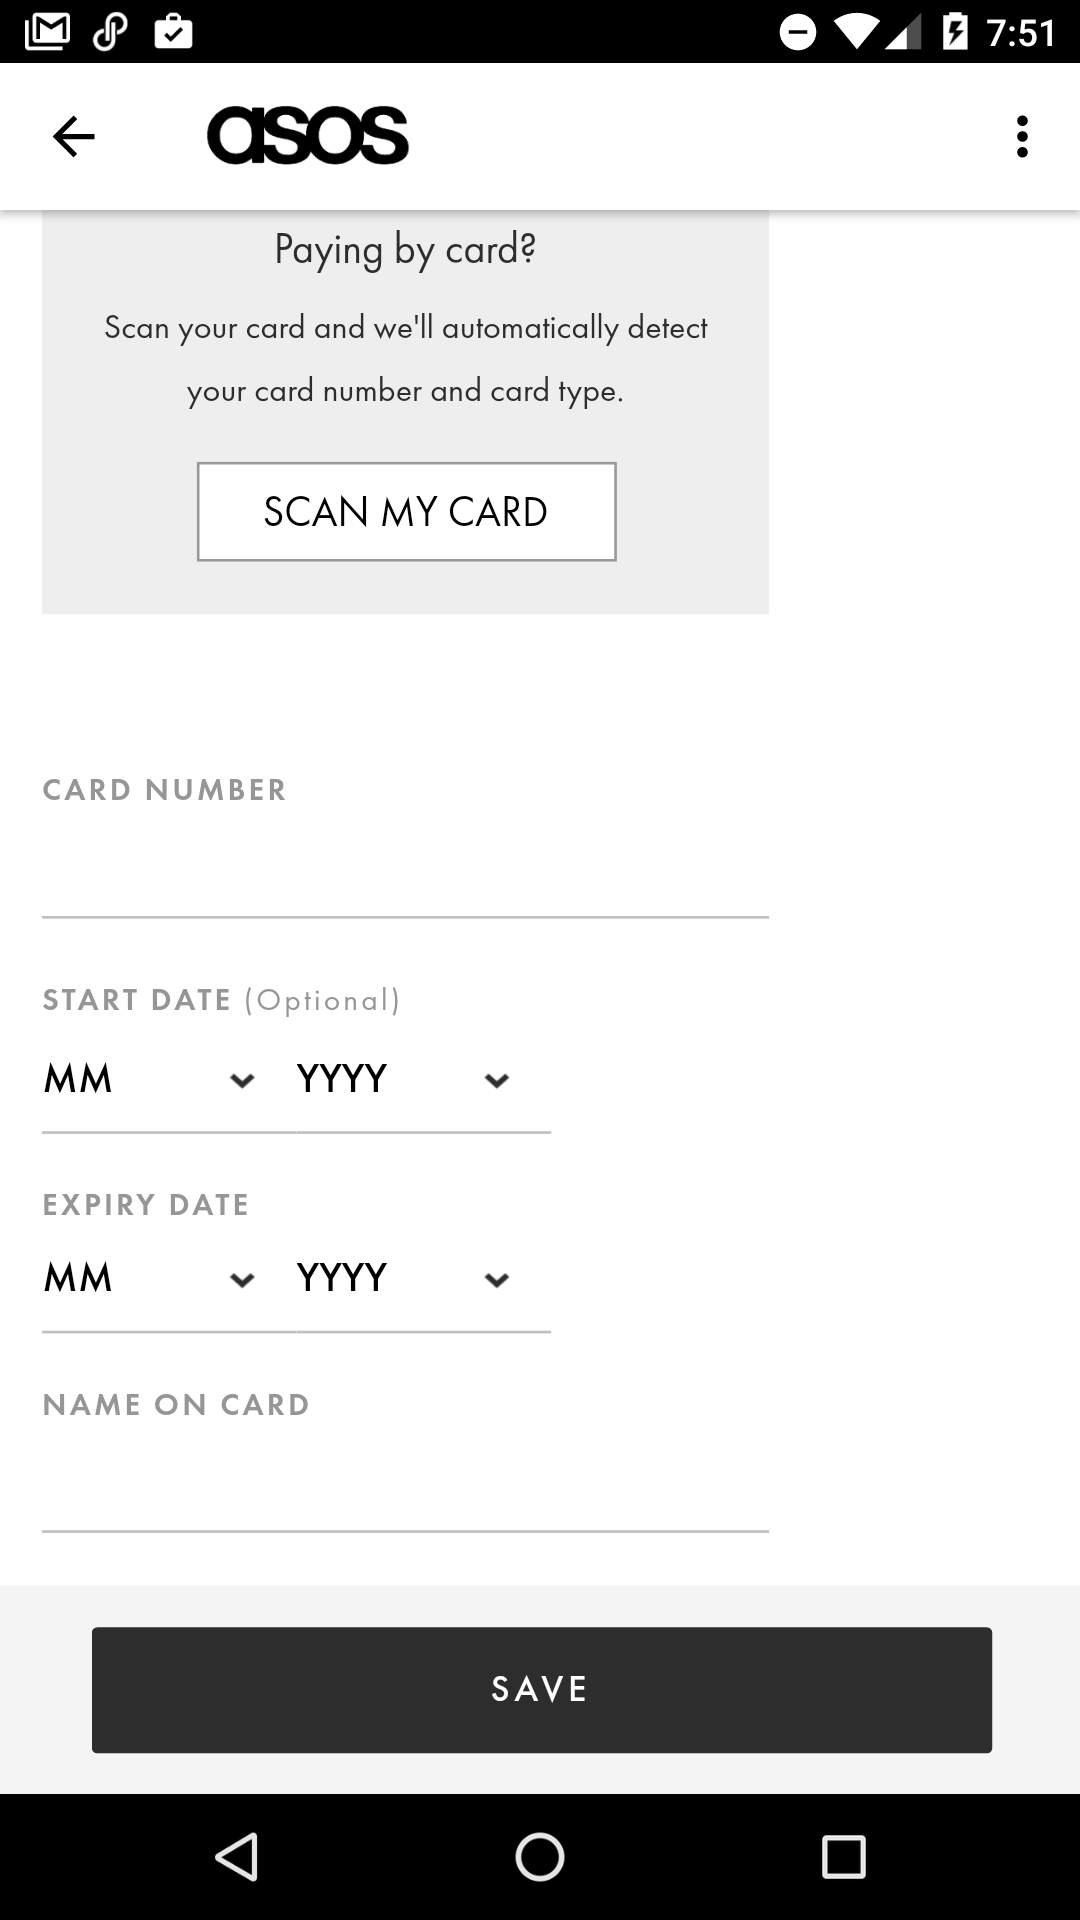 7:51
asos
Paying by card?
Scan your card and we'll automatically detect
your card number and card type.
SCAN MY CARD
CARD NUMBER
START DATE (Optional)
MM YYYY
EXPIRY DATE
MM YYYY
NAME ON CARD
SAVE